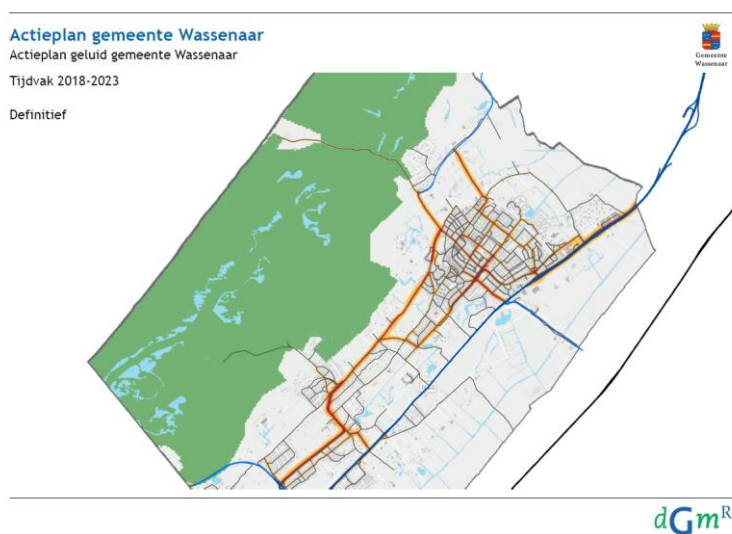 Actieplan gemeente Wassenaar
Actieplan geluid gemeente Wassenaar
Tijdvak 2018-2023
Definitief
Gemeente
Wassenaar
dGmR